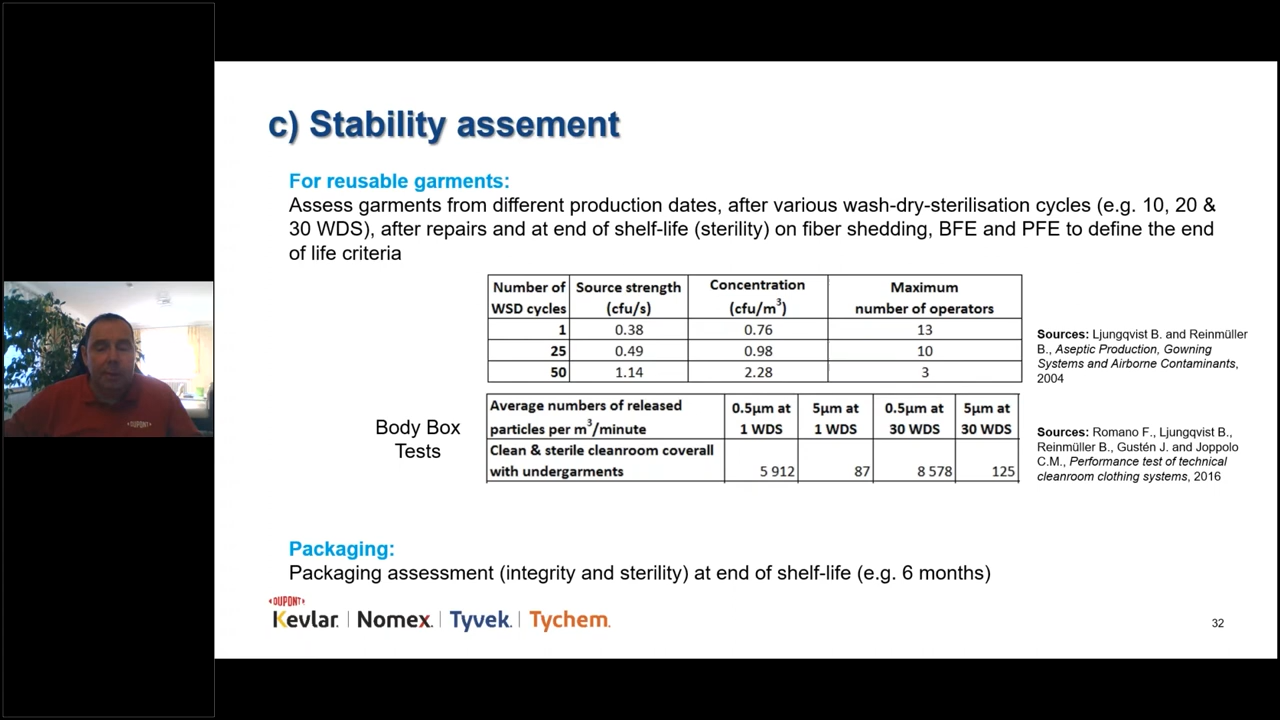 c) Stability assement
For reusable garments:
Assess garments from different production dates, after various wash-dry-sterilisation cycles (e.g. 10, 20 &
30 WDS), after repairs and at end of shelf-life (sterility) on fiber shedding, BFE and PFE to define the end
of life criteria
Number of WSD cycles Source strength (cfu/s) Concentration (cfu/m³) Maximum number of operators
1 0.38 0.76 13
25 0.49 0.98 10
50 1.14 2.28 3
Sources: Ljungqvist B. and Reinmüller
B., Aseptic Production, Gowning
Systems and Airborne Contaminants,
2004
Body Box
Tests
Average numbers of released particles per m³/minute 0.5µm at 1 WDS 5µm at 1 WDS 0.5µm at 30 WDS 5µm at 30 WDS
Clean & sterile cleanroom coverall with undergarments 5 912 87 8 578 125
Sources: Romano F., Ljungqvist B.,
Reinmüller B., Gustén J. and Joppolo
C.M., Performance test of technical
cleanroom clothing systems, 2016
Packaging:
Packaging assessment (integrity and sterility) at end of shelf-life (e.g. 6 months)
DUPONT
Kevlar. | Nomex. | Tyvek. | Tychem.
32
DUPONT